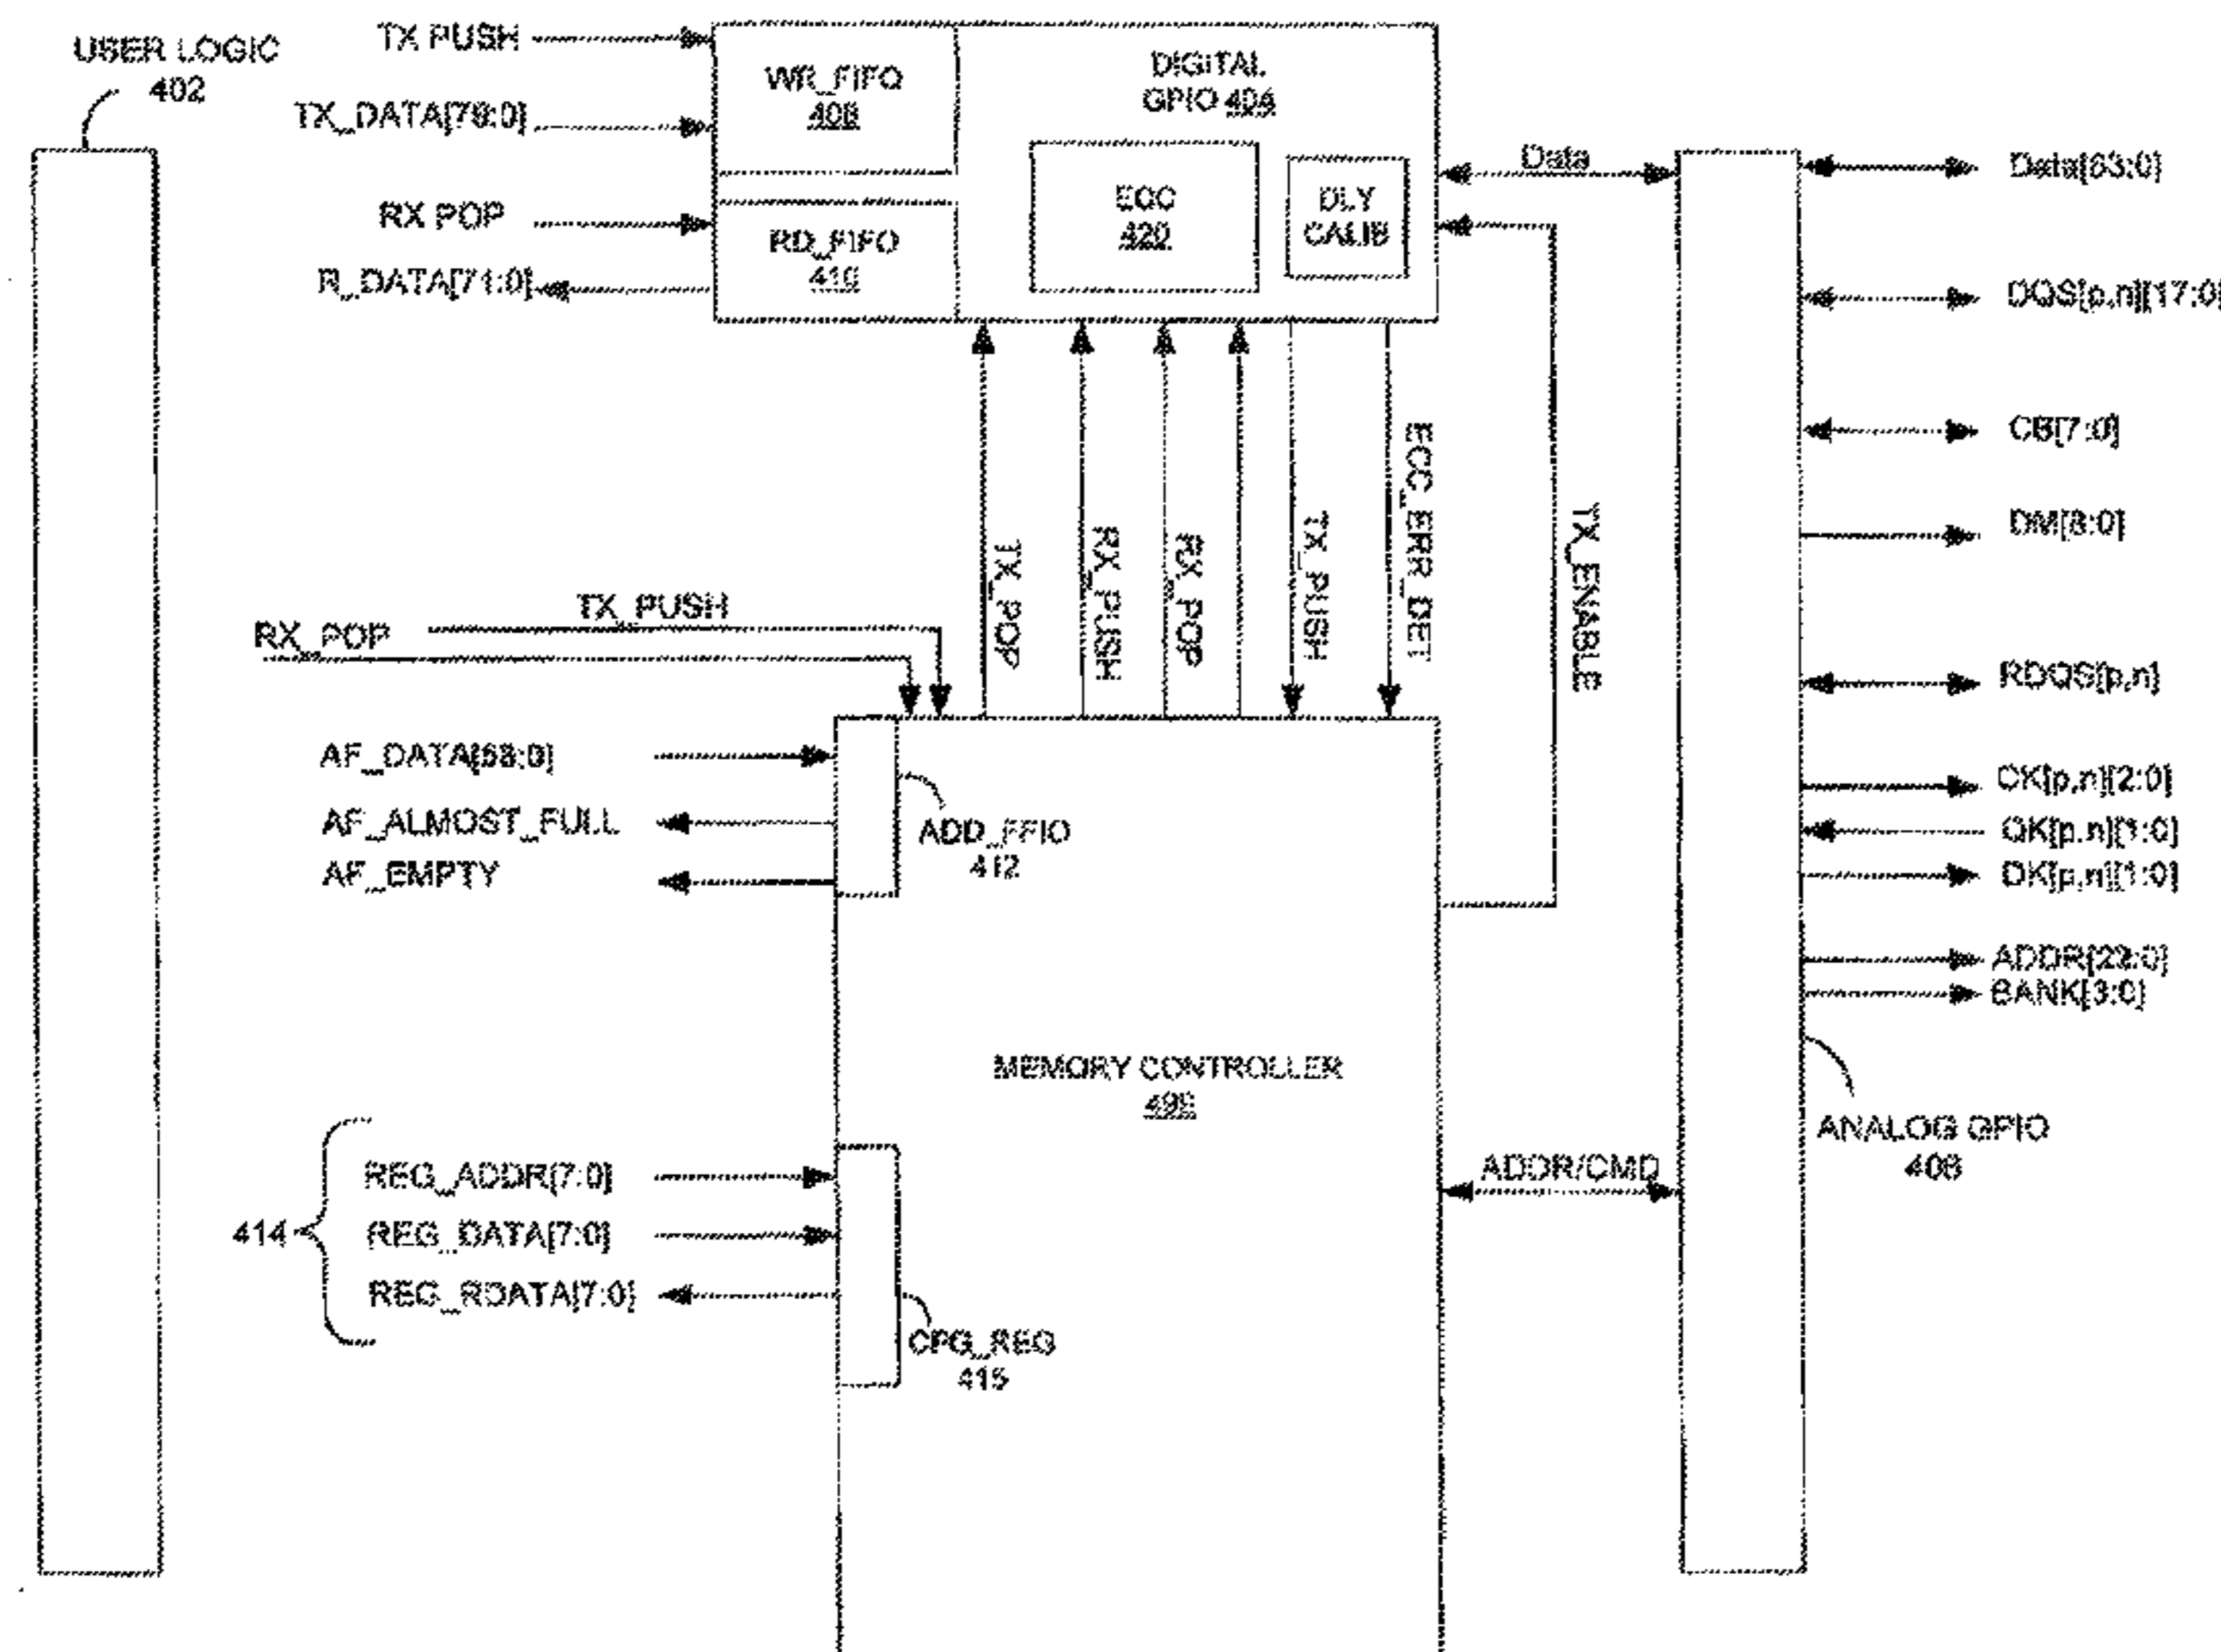 USER LOGIC
402
TX PUSH
TX_DATA[78:0]
RX POP
R_DATA[71:0]
WR_FIFO
408
RD_FIFO
410
DIGITAL
GPIO 404
ECC
420
DLY
CALIB
Data
TX_POP
RX_PUSH
RX_POP
TX_PUSH
ECC_ERR_DET
TX_ENABLE
TX_PUSH
RX_POP
AF_DATA[58:0]
AF_ALMOST_FULL
AF_EMPTY
ADD_FFIO
412
MEMORY CONTROLLER
414
REG_ADDR[7:0]
REG_DATA[7:0]
REG_RDATA[7:0]
CFG_REG
415
ADDR/CMD
Data[63:0]
DQS[p,n][17:0]
CB[7:0]
DM[8:0]
RDQS[p,n]
CK[p,n][2:0]
QK[p,n][1:0]
DK[p,n][1:0]
ADDR[22:0]
BANK[3:0]
ANALOG GPIO
406